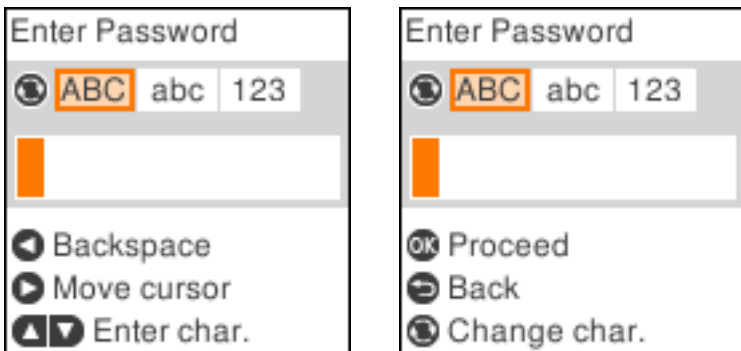 Enter Password
ABC abc 123
Backspace
Move cursor
Enter char.
Enter Password
ABC abc 123
OK Proceed
Back
Change char.